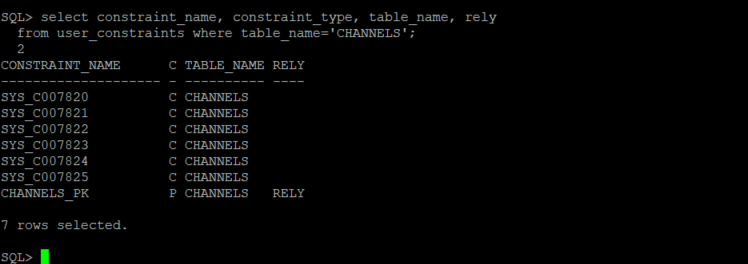 SQL> select constraint_name, constraint_type, table_name, rely
  from user_constraints where table_name='CHANNELS';
  2
CONSTRAINT_NAME      C TABLE_NAME RELY
-------------------- - ---------- ----
SYS_C007820          C CHANNELS
SYS_C007821          C CHANNELS
SYS_C007822          C CHANNELS
SYS_C007823          C CHANNELS
SYS_C007824          C CHANNELS
SYS_C007825          C CHANNELS
CHANNELS_PK          P CHANNELS   RELY
7 rows selected.
SQL>